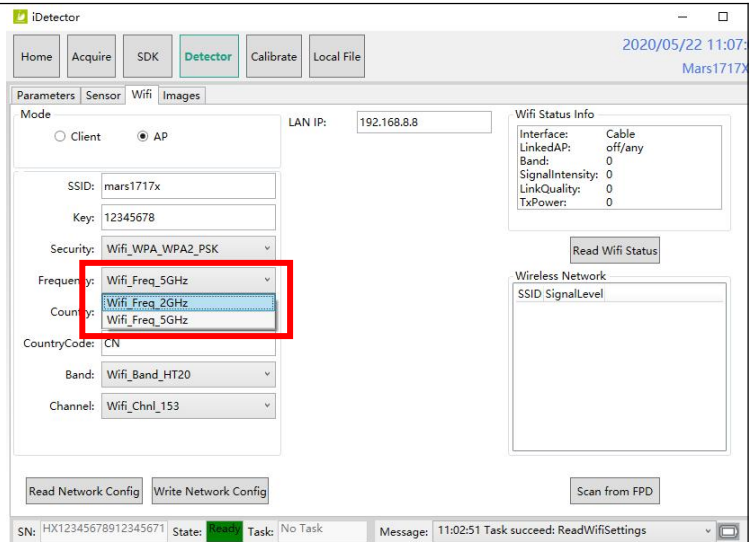 iDetector
Home Acquire SDK Detector Calibrate Local File
2020/05/22 11:07:
Mars1717X
Parameters Sensor Wifi Images
Mode
Client AP
LAN IP: 192.168.8.8
Wifi Status Info
Interface: Cable
LinkedAP: off/any
Band: 0
SignalIntensity: 0
LinkQuality: 0
TxPower: 0
SSID: mars1717x
Key: 12345678
Security: Wifi_WPA_WPA2_PSK
Read Wifi Status
Frequency: Wifi_Freq_5GHz
Wifi_Freq_2GHz
Country: Wifi_Freq_5GHz
CountryCode: CN
Band: Wifi_Band_HT20
Channel: Wifi_Chnl_153
Wireless Network
SSID SignalLevel
Read Network Config Write Network Config
Scan from FPD
SN: HX12345678912345671 State: Ready Task: No Task Message: 11:02:51 Task succeed: ReadWifiSettings